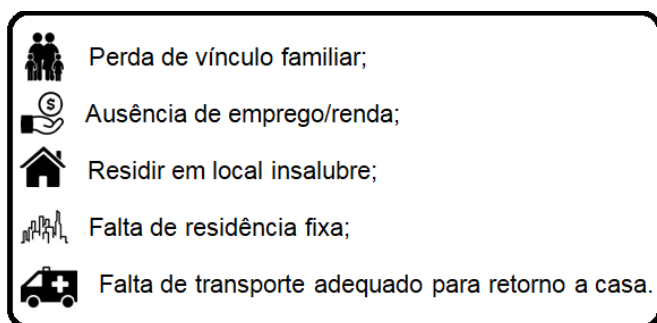 Perda de vínculo familiar;
Ausência de emprego/renda;
Residir em local insalubre;
Falta de residência fixa;
Falta de transporte adequado para retorno a casa.